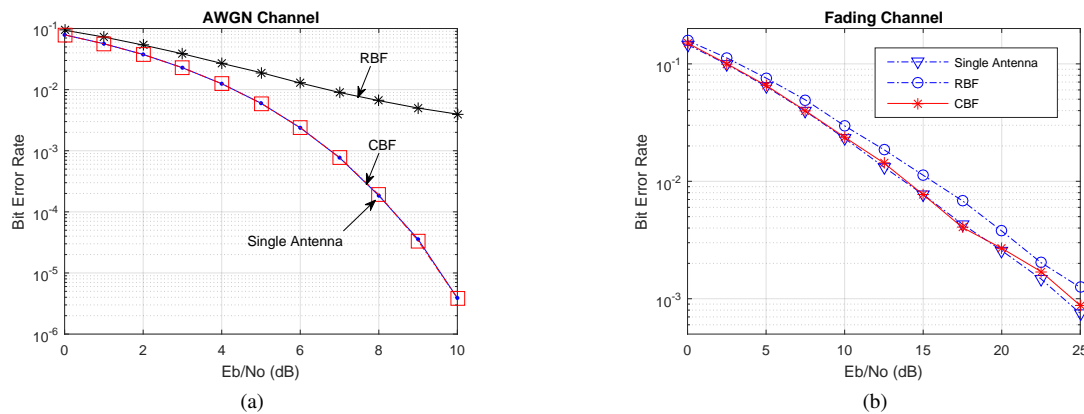 AWGN Channel
10^-1
10^-2
10^-3
10^-4
10^-5
10^-6
Bit Error Rate
RBF
CBF
Single Antenna
0 2 4 6 8 10
Eb/No (dB)
(a)
Fading Channel
10^-1
10^-2
10^-3
Bit Error Rate
Single Antenna
RBF
CBF
0 5 10 15 20 25
Eb/No (dB)
(b)